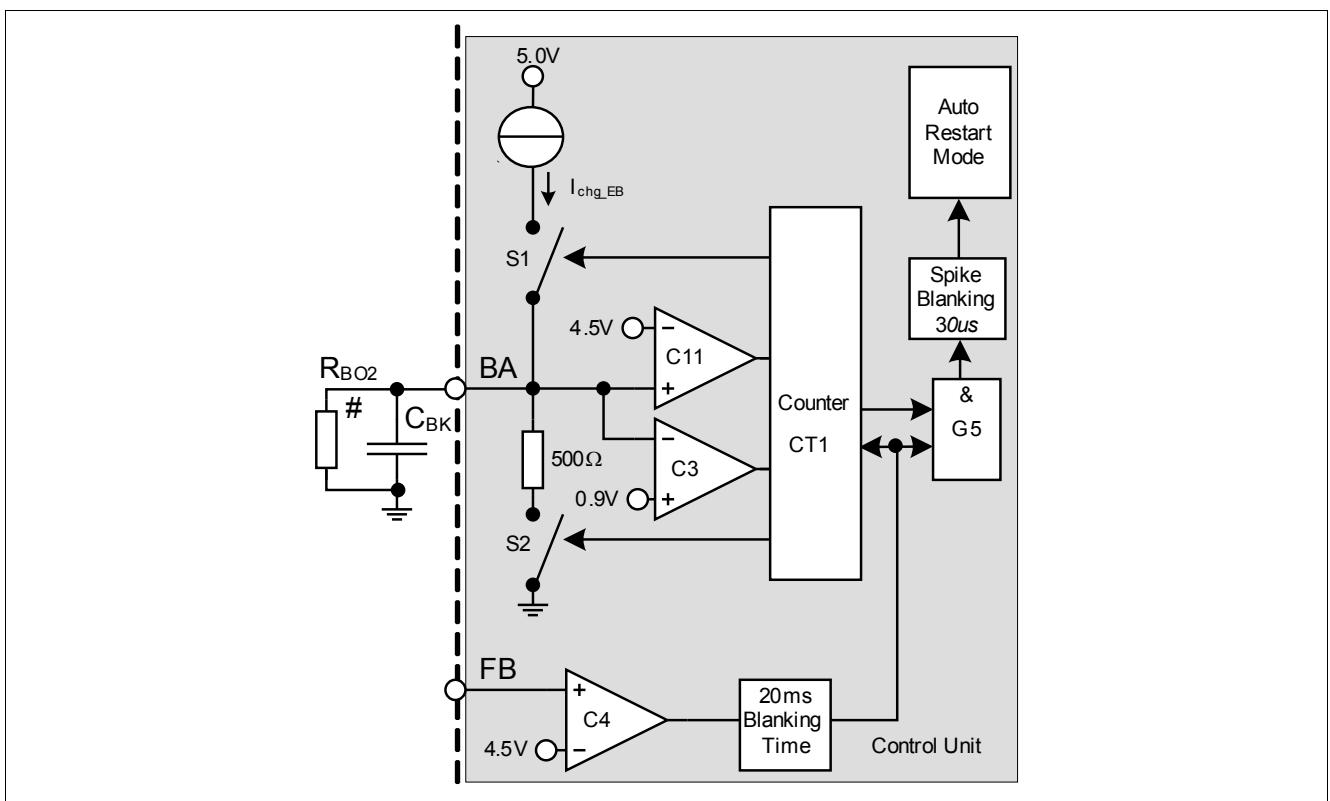 5.0V
Auto
Restart
Mode
Ichg_EB
S1
Spike
Blanking
30us
4.5V
C11
RBO2
#
BA
CBK
Counter
CT1
&
G5
500Ω
C3
0.9V
S2
FB
C4
4.5V
20ms
Blanking
Time
Control Unit